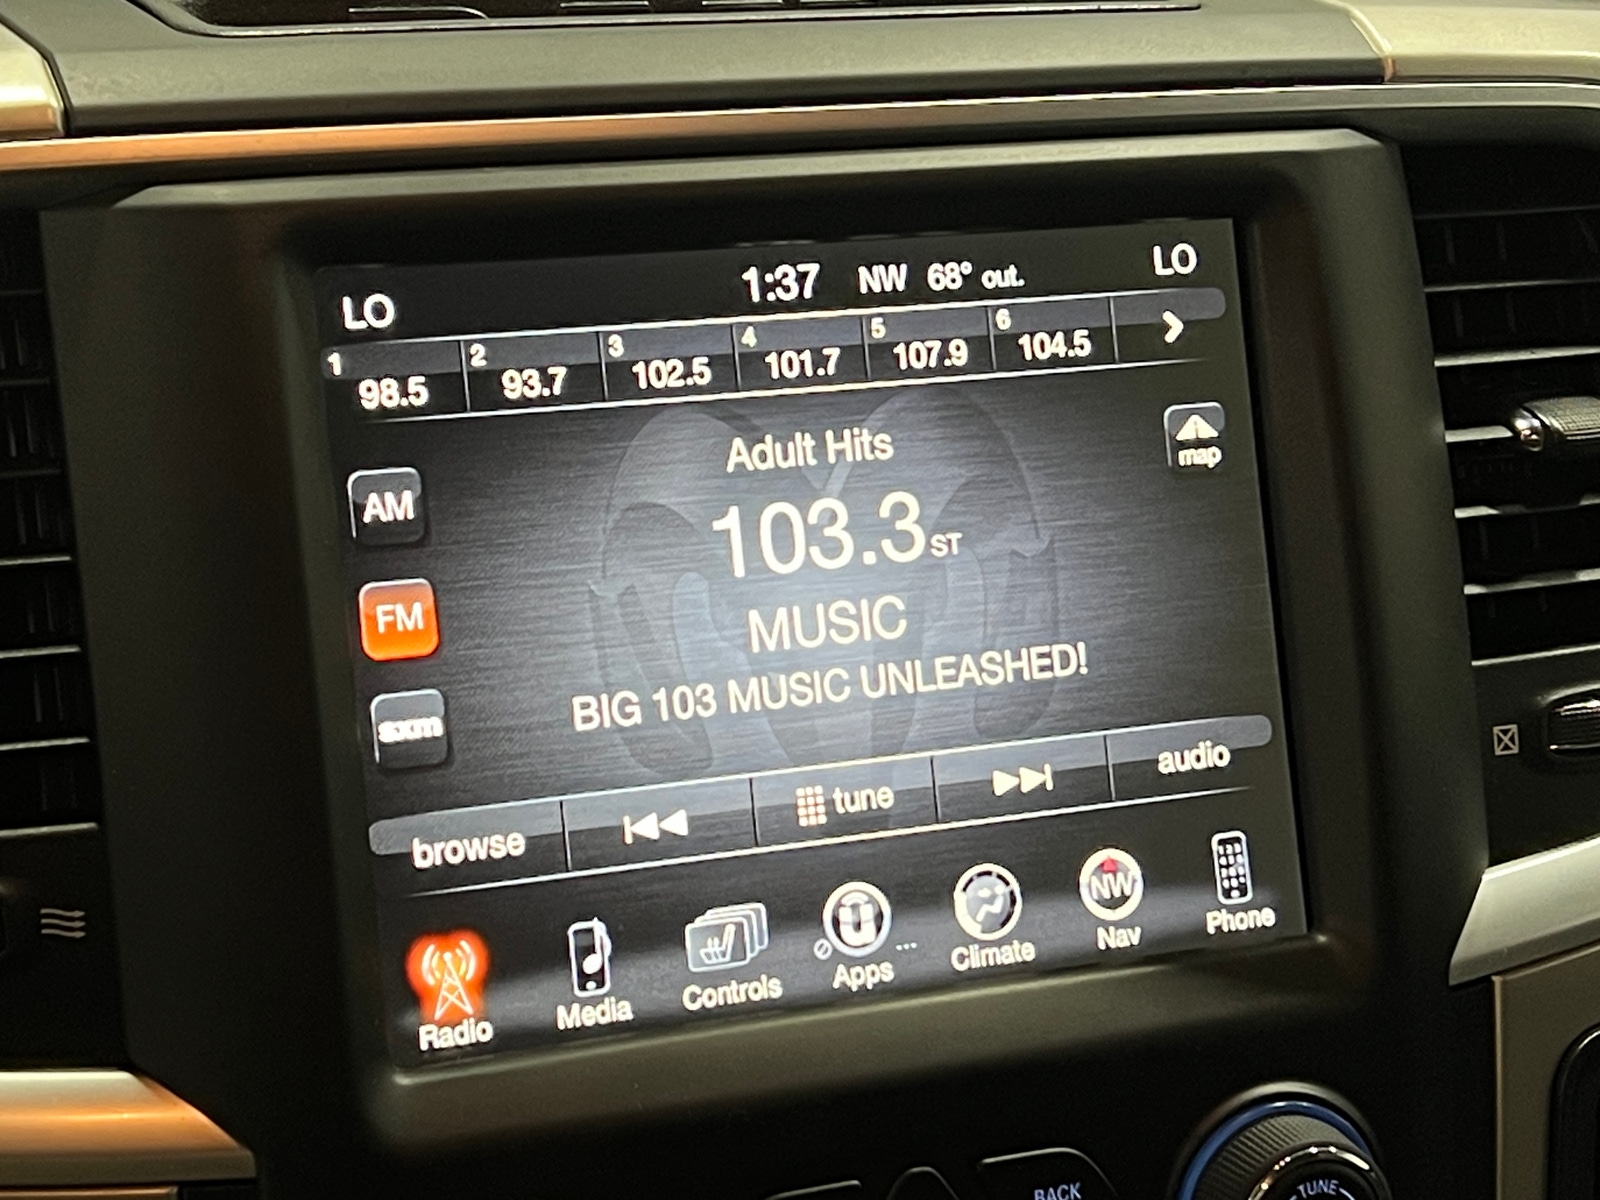 LO 1:37 NW 68° out. LO
1 98.5 2 93.7 3 102.5 4 101.7 5 107.9 6 104.5
Adult Hits
map
AM
103.3 ST
FM
MUSIC
BIG 103 MUSIC UNLEASHED!
sxm
browse tune audio
NW
Radio Media Controls Apps ... Climate Nav Phone
BACK
TUNE